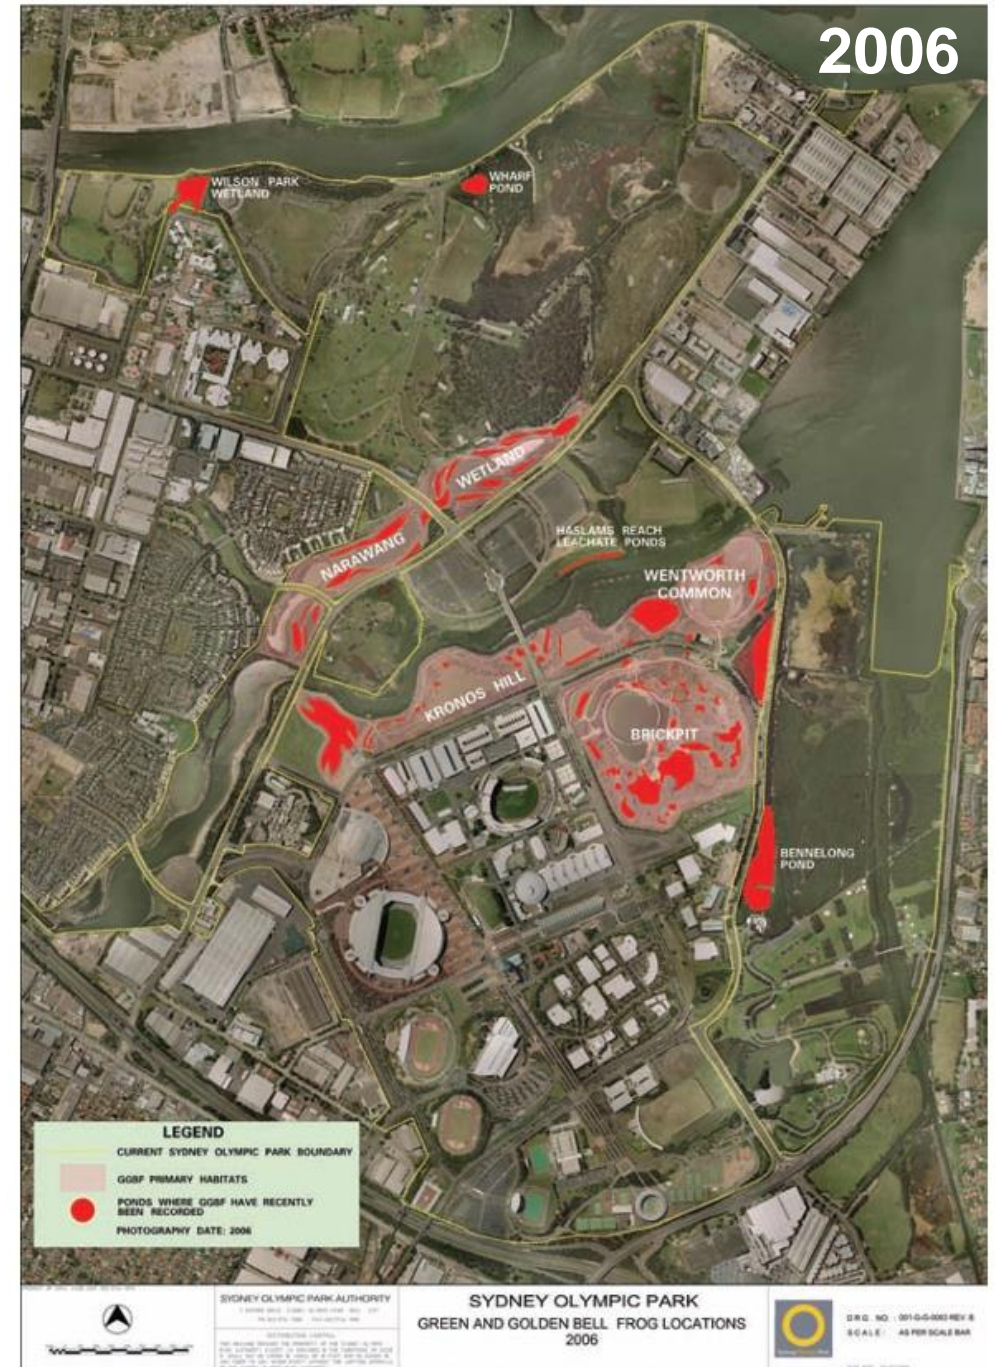 2006
WILSON PARK
WETLAND
WHARF
POND
WETLAND
NARAWANG
HASLAMS REACH
LEACHATE PONDS
WENTWORTH
COMMON
KRONOS HILL
BRICKPIT
BENNELONG
POND
LEGEND
CURRENT SYDNEY OLYMPIC PARK BOUNDARY
GGBF PRIMARY HABITATS
PONDS WHERE GGBF HAVE RECENTLY
BEEN RECORDED
PHOTOGRAPHY DATE: 2006
SYDNEY OLYMPIC PARK AUTHORITY
SYDNEY OLYMPIC PARK
GREEN AND GOLDEN BELL FROG LOCATIONS
2006
DRG. NO. :
SCALE: AS PER SCALE BAR